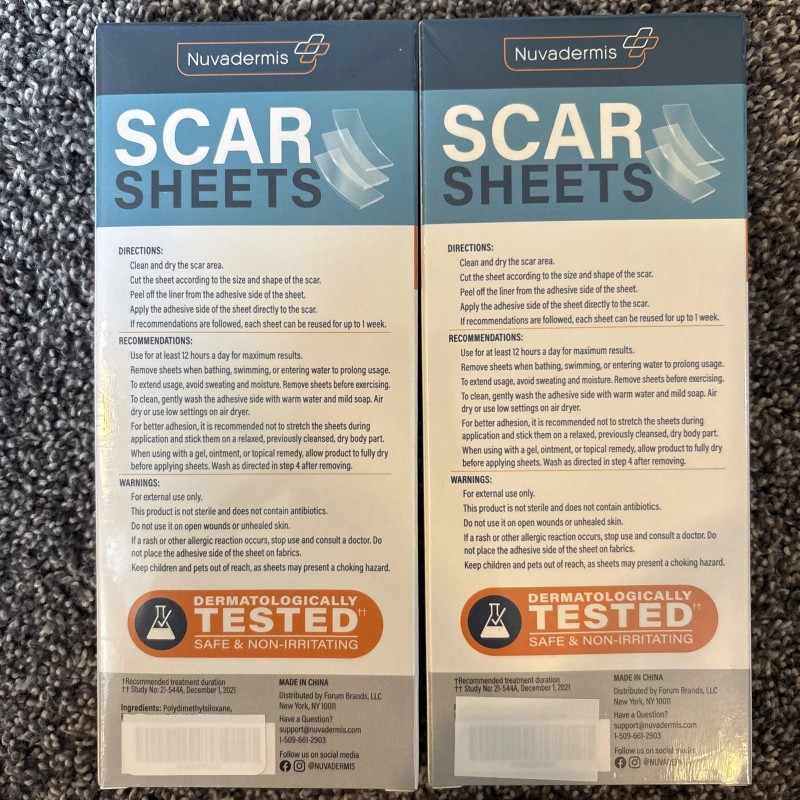 Nuvadermis
SCAR
SHEETS
DIRECTIONS:
Clean and dry the scar area.
Cut the sheet according to the size and shape of the scar.
Peel off the liner from the adhesive side of the sheet.
Apply the adhesive side of the sheet directly to the scar.
If recommendations are followed, each sheet can be reused for up to 1 week.
RECOMMENDATIONS:
Use for at least 12 hours a day for maximum results.
Remove sheets when bathing, swimming, or entering water to prolong usage.
To extend usage, avoid sweating and moisture. Remove sheets before exercising.
To clean, gently wash the adhesive side with warm water and mild soap. Air
dry or use low settings on air dryer.
For better adhesion, it is recommended not to stretch the sheets during
application and stick them on a relaxed, previously cleansed, dry body part.
When using with a gel, ointment, or topical remedy, allow product to fully dry
before applying sheets. Wash as directed in step 4 after removing.
WARNINGS:
For external use only.
This product is not sterile and does not contain antibiotics.
Do not use it on open wounds or unhealed skin.
If a rash or other allergic reaction occurs, stop use and consult a doctor. Do
not place the adhesive side of the sheet on fabrics.
Keep children and pets out of reach, as sheets may present a choking hazard.
DERMATOLOGICALLY
TESTED††
SAFE & NON-IRRITATING
†Recommended treatment duration
†† Study No: 21-544A, December 1, 2021
Ingredients: Polydimethylsiloxane,
MADE IN CHINA
Distributed by Forum Brands, LLC
New York, NY 10011
Have a Question?
support@nuvadermis.com
1-509-661-2903
Follow us on social media
@NUVADERMIS
Nuvadermis
SCAR
SHEETS
DIRECTIONS:
Clean and dry the scar area.
Cut the sheet according to the size and shape of the scar.
Peel off the liner from the adhesive side of the sheet.
Apply the adhesive side of the sheet directly to the scar.
If recommendations are followed, each sheet can be reused for up to 1 week.
RECOMMENDATIONS:
Use for at least 12 hours a day for maximum results.
Remove sheets when bathing, swimming, or entering water to prolong usage.
To extend usage, avoid sweating and moisture. Remove sheets before exercising.
To clean, gently wash the adhesive side with warm water and mild soap. Air
dry or use low settings on air dryer.
For better adhesion, it is recommended not to stretch the sheets during
application and stick them on a relaxed, previously cleansed, dry body part.
When using with a gel, ointment, or topical remedy, allow product to fully dry
before applying sheets. Wash as directed in step 4 after removing.
WARNINGS:
For external use only.
This product is not sterile and does not contain antibiotics.
Do not use it on open wounds or unhealed skin.
If a rash or other allergic reaction occurs, stop use and consult a doctor. Do
not place the adhesive side of the sheet on fabrics.
Keep children and pets out of reach, as sheets may present a choking hazard.
DERMATOLOGICALLY
TESTED††
SAFE & NON-IRRITATING
†Recommended treatment duration
†† Study No: 21-544A, December 1, 2021
MADE IN CHINA
Distributed by Forum Brands, LLC
New York, NY 10011
Have a Question?
support@nuvadermis.com
1-509-661-2903
Follow us on social media